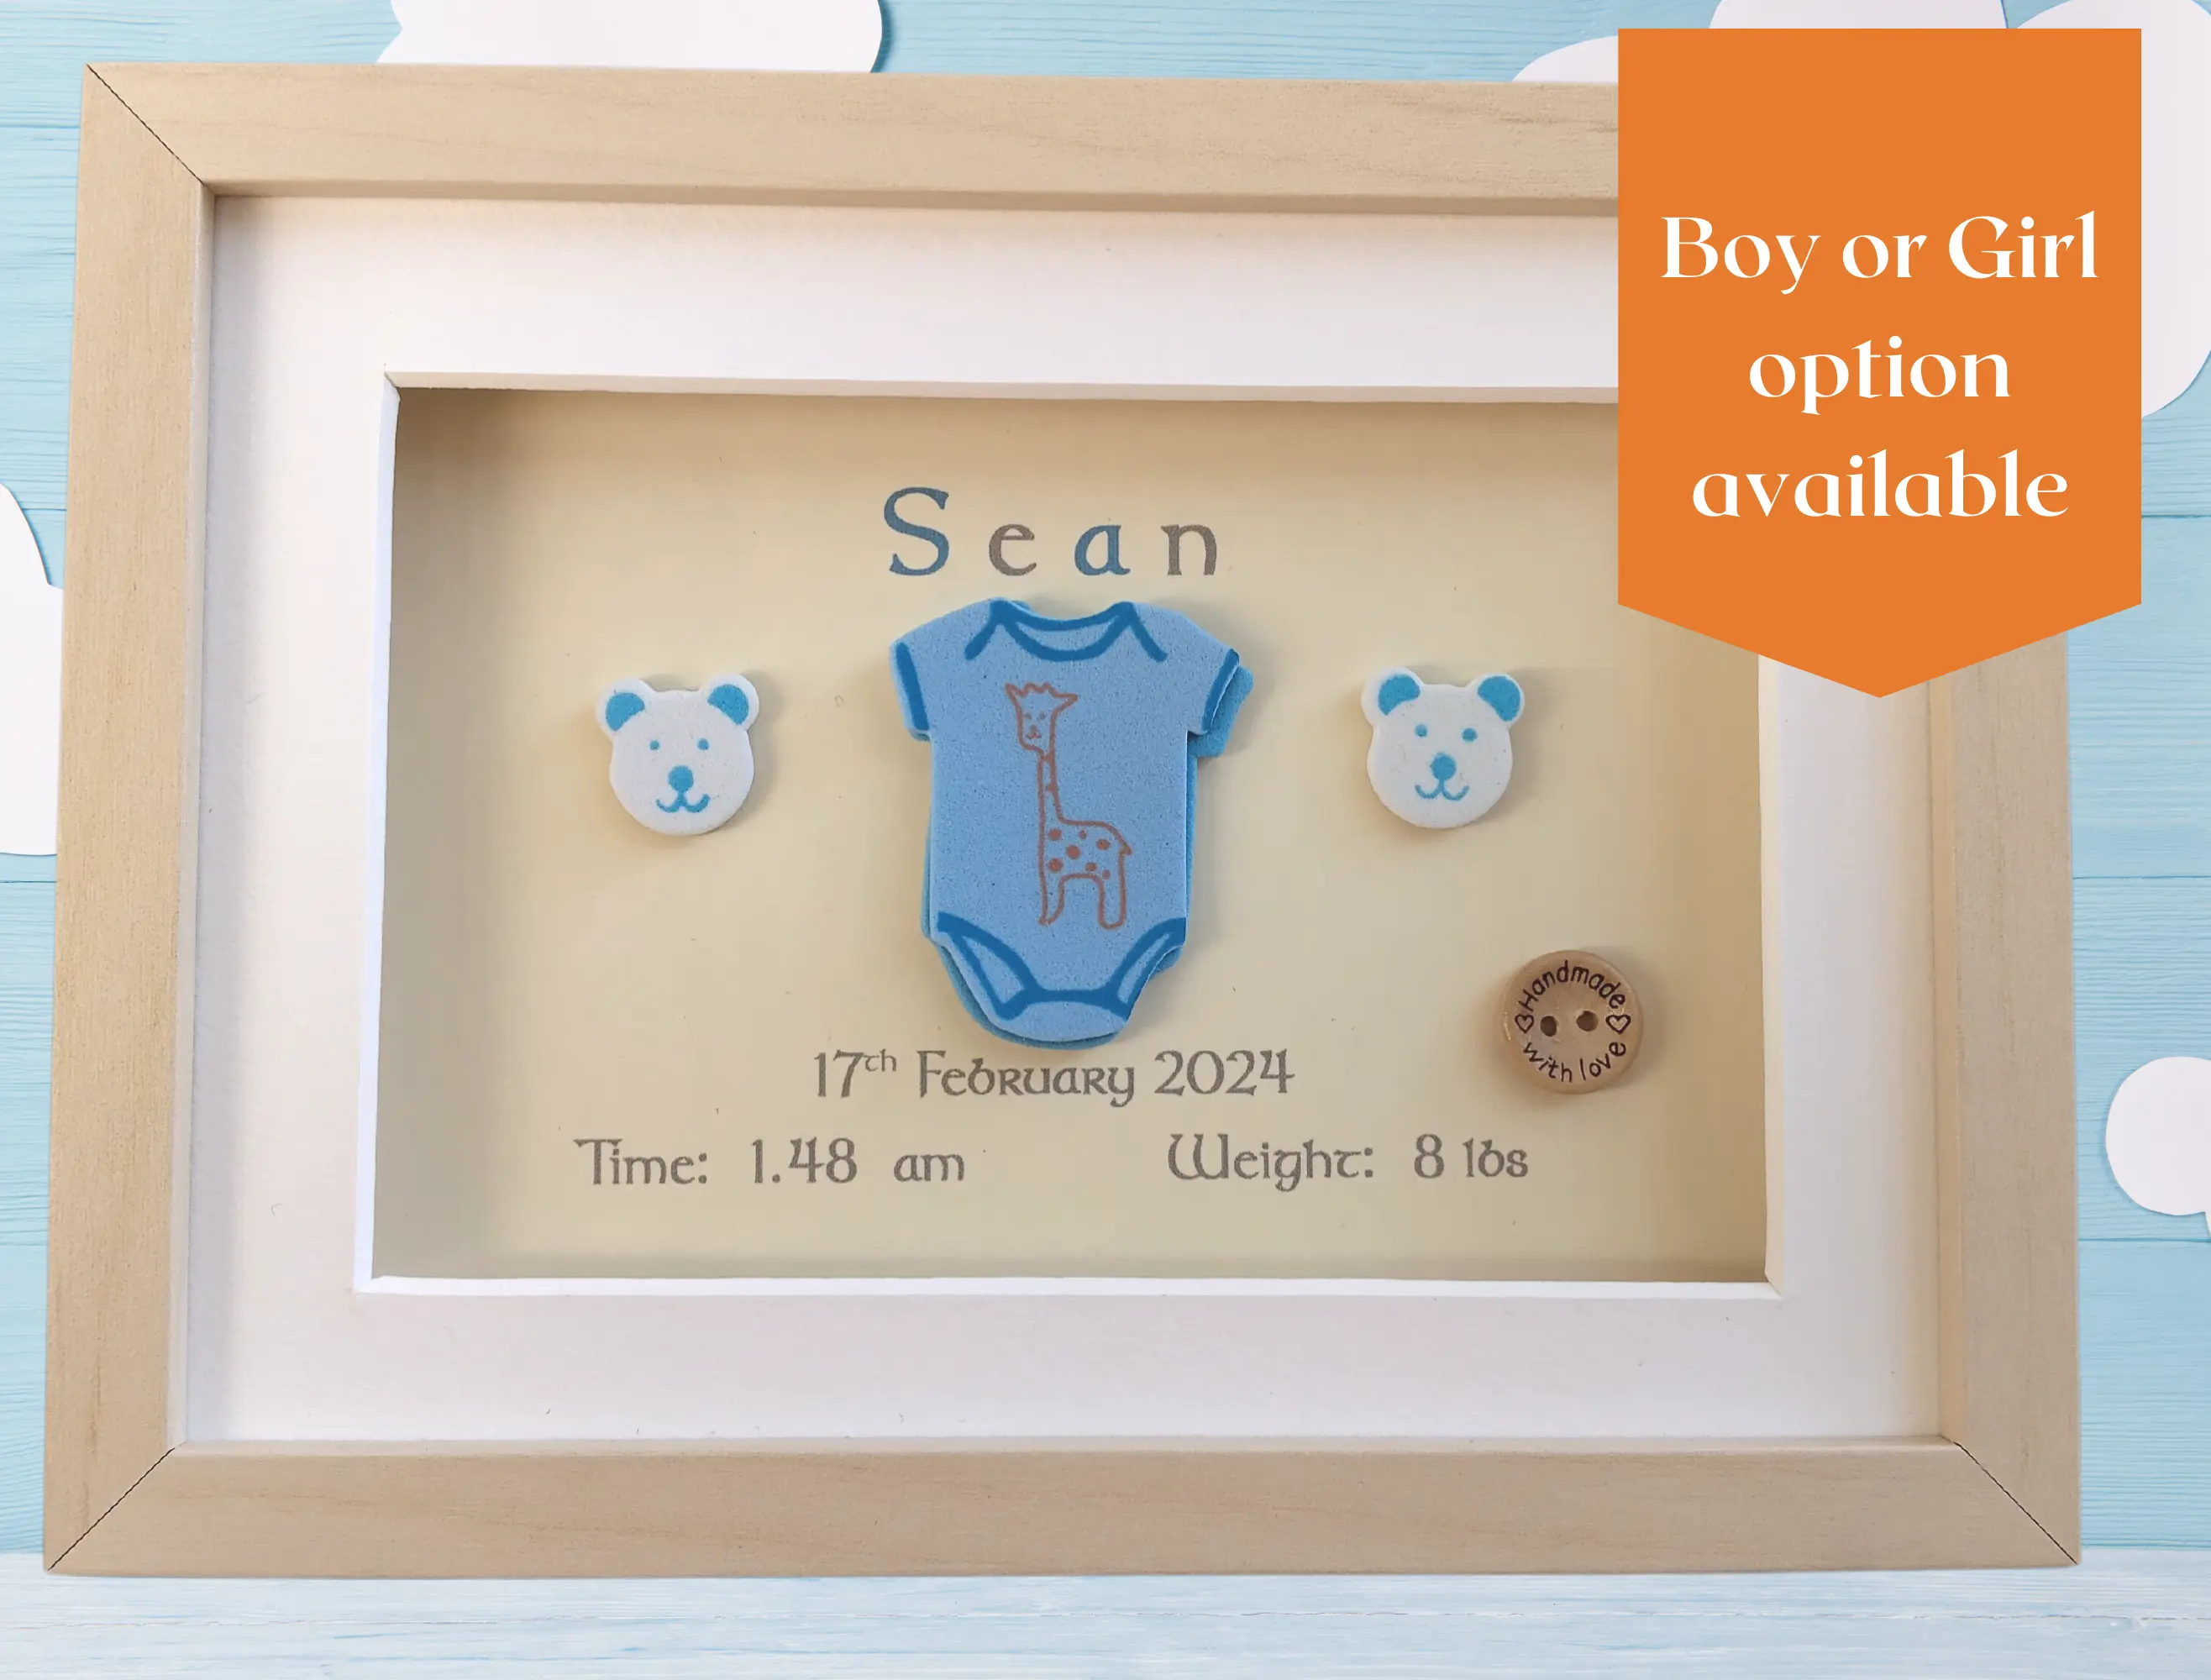 Boy or Girl
option
available
Sean
Handmade
with love
17th February 2024
Time: 1.48 am Weight: 8 lbs